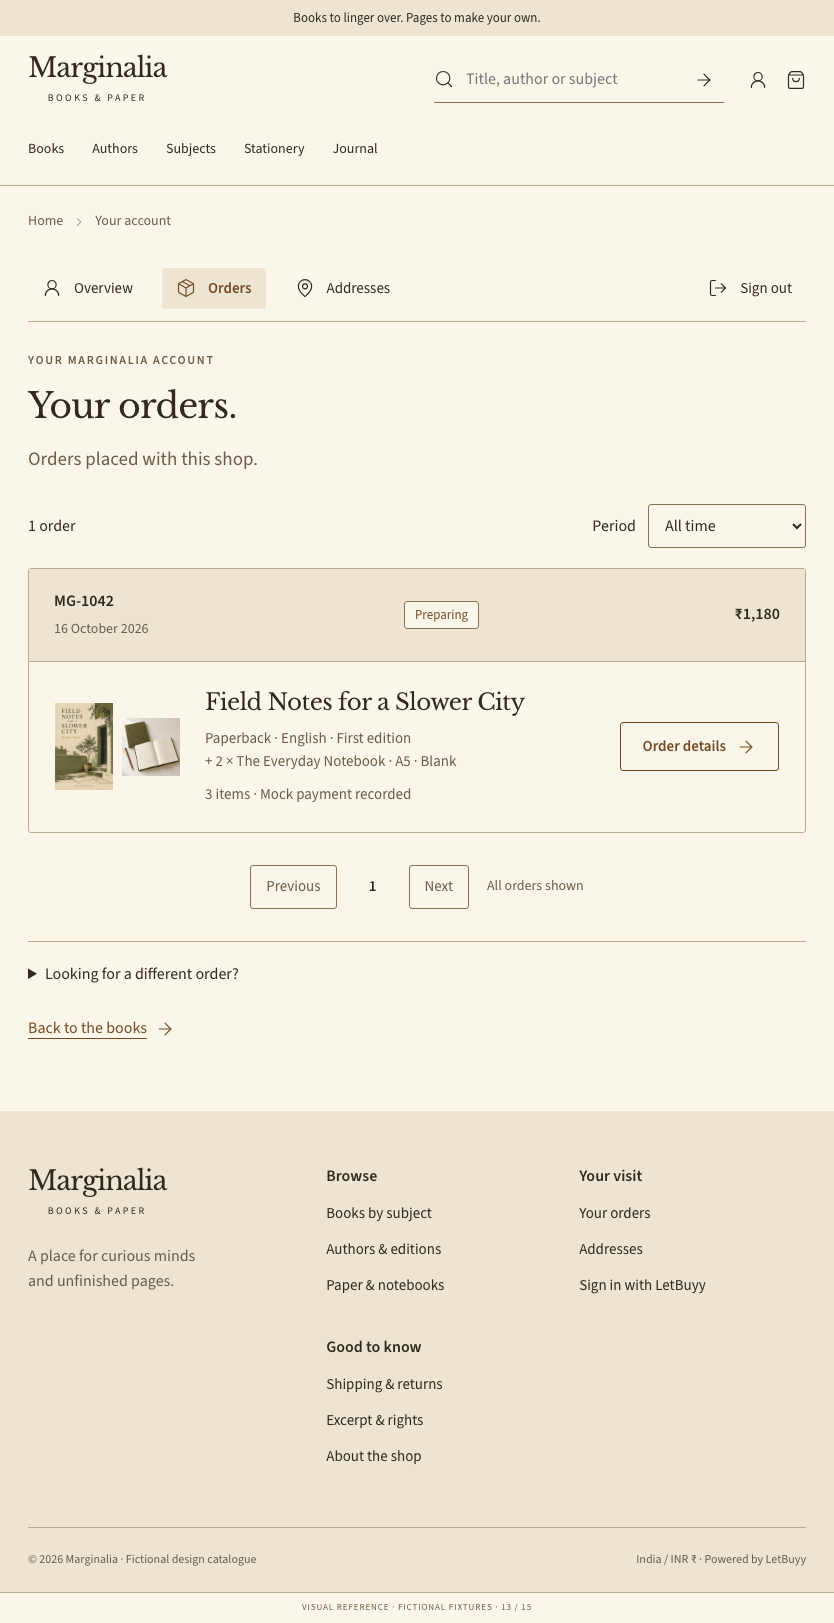 Books to linger over. Pages to make your own.
Marginalia
BOOKS & PAPER
Title, author or subject
Books
Authors
Subjects
Stationery
Journal
Home
Your account
Overview
Orders
Addresses
Sign out
YOUR MARGINALIA ACCOUNT
Your orders.
Orders placed with this shop.
1 order
Period
All time
MG-1042
16 October 2026
Preparing
₹1,180
FIELD
NOTES
FOR A
SLOWER
CITY
Field Notes for a Slower City
Paperback · English · First edition
+ 2 × The Everyday Notebook · A5 · Blank
3 items · Mock payment recorded
Order details
Previous
1
Next
All orders shown
Looking for a different order?
Back to the books
Marginalia
BOOKS & PAPER
A place for curious minds
and unfinished pages.
Browse
Books by subject
Authors & editions
Paper & notebooks
Your visit
Your orders
Addresses
Sign in with LetBuyy
Good to know
Shipping & returns
Excerpt & rights
About the shop
© 2026 Marginalia · Fictional design catalogue
India / INR ₹ · Powered by LetBuyy
VISUAL REFERENCE · FICTIONAL FIXTURES · 13 / 15